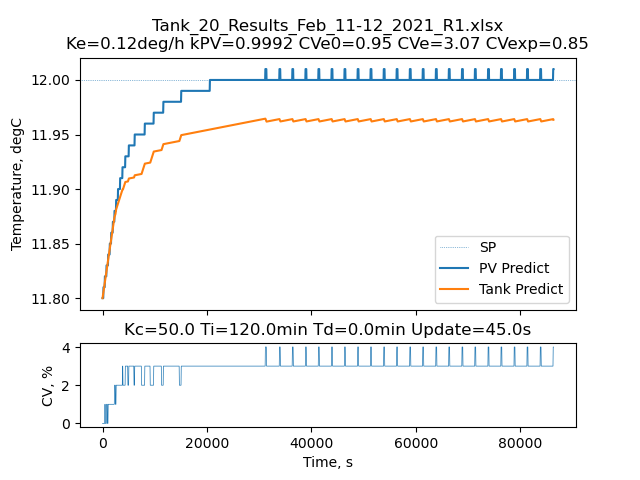 Tank_20_Results_Feb_11-12_2021_R1.xlsx
Ke=0.12deg/h kPV=0.9992 CVe0=0.95 CVe=3.07 CVexp=0.85
12.00
11.95
11.90
11.85
11.80
Temperature, degC
SP
PV Predict
Tank Predict
Kc=50.0 Ti=120.0min Td=0.0min Update=45.0s
4
2
0
CV, %
0 20000 40000 60000 80000
Time, s